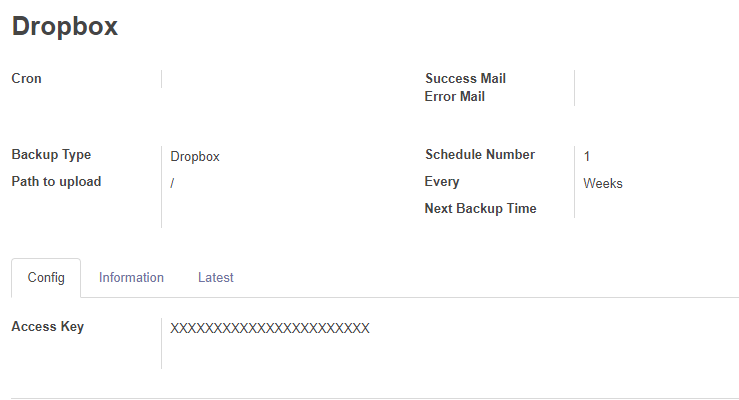 Dropbox
Cron
Success Mail
Error Mail
Backup Type Dropbox
Schedule Number 1
Path to upload /
Every Weeks
Next Backup Time
Config Information Latest
Access Key XXXXXXXXXXXXXXXXXXXXXXX